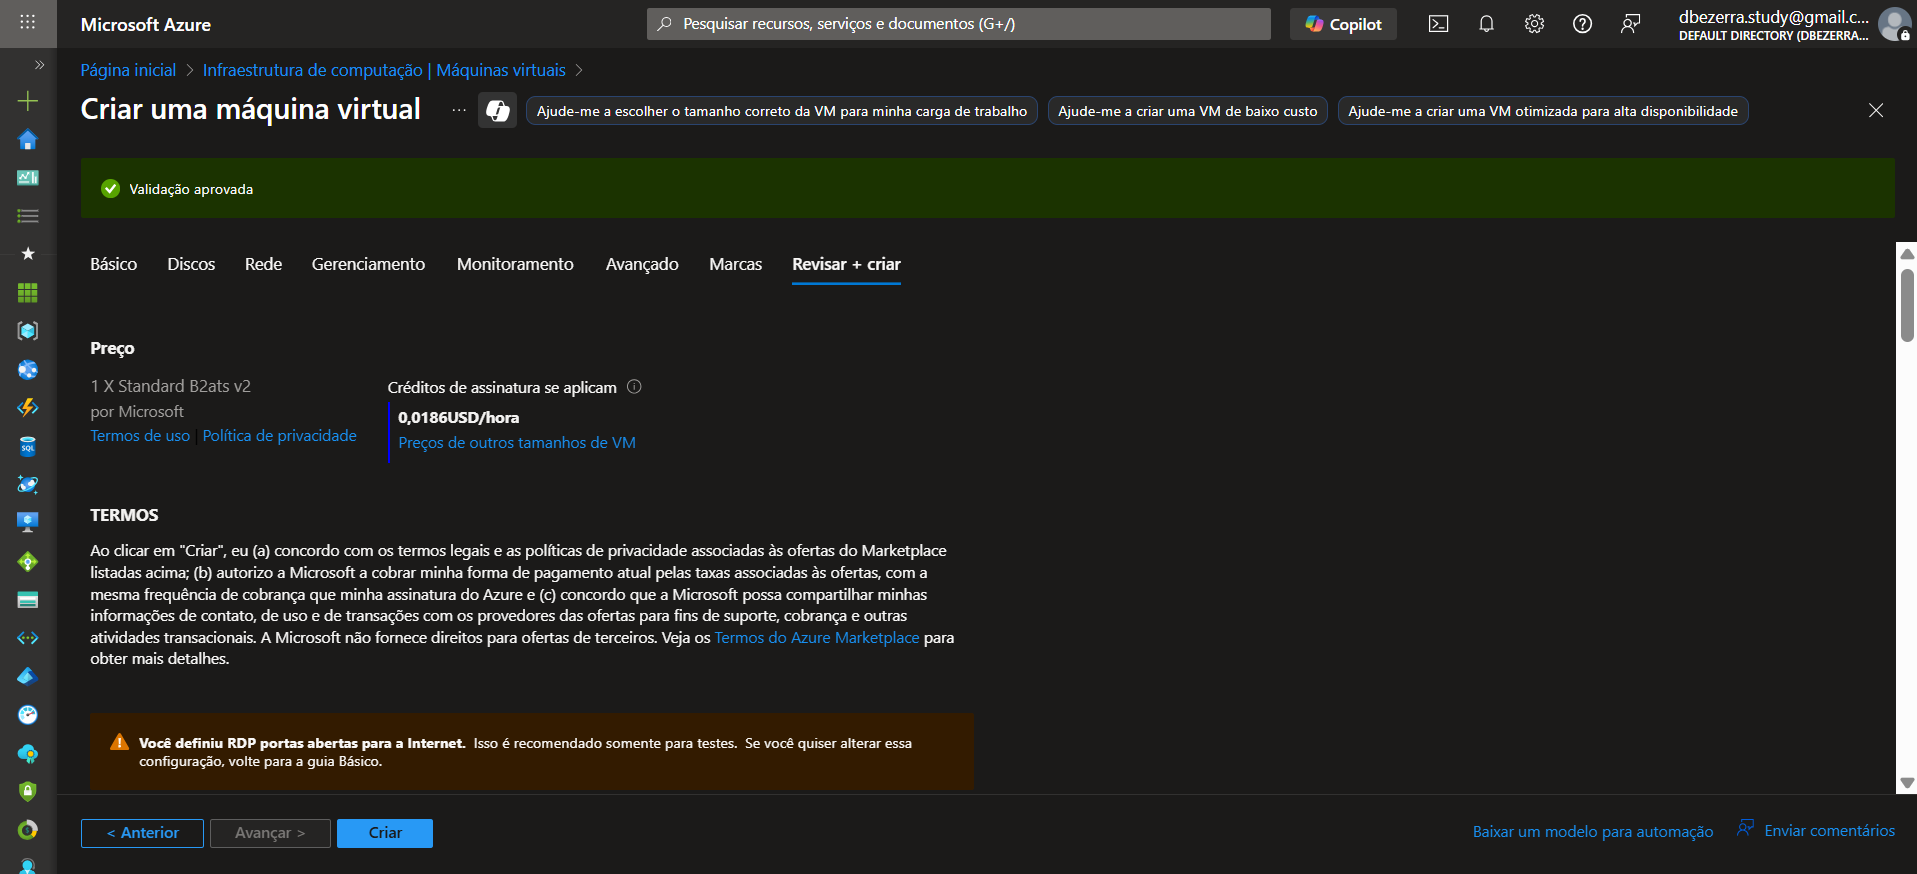 Microsoft Azure
Pesquisar recursos, serviços e documentos (G+/)
Copilot
dbezerra.study@gmail.c...
DEFAULT DIRECTORY (DBEZERRA...
Página inicial > Infraestrutura de computação | Máquinas virtuais >
Criar uma máquina virtual
...
Ajude-me a escolher o tamanho correto da VM para minha carga de trabalho
Ajude-me a criar uma VM de baixo custo
Ajude-me a criar uma VM otimizada para alta disponibilidade
Validação aprovada
Básico Discos Rede Gerenciamento Monitoramento Avançado Marcas Revisar + criar
Preço
1 X Standard B2ats v2
por Microsoft
Termos de uso | Política de privacidade
Créditos de assinatura se aplicam
0,0186USD/hora
Preços de outros tamanhos de VM
TERMOS
Ao clicar em "Criar", eu (a) concordo com os termos legais e as políticas de privacidade associadas às ofertas do Marketplace
listadas acima; (b) autorizo a Microsoft a cobrar minha forma de pagamento atual pelas taxas associadas às ofertas, com a
mesma frequência de cobrança que minha assinatura do Azure e (c) concordo que a Microsoft possa compartilhar minhas
informações de contato, de uso e de transações com os provedores das ofertas para fins de suporte, cobrança e outras
atividades transacionais. A Microsoft não fornece direitos para ofertas de terceiros. Veja os Termos do Azure Marketplace para
obter mais detalhes.
Você definiu RDP portas abertas para a Internet. Isso é recomendado somente para testes. Se você quiser alterar essa
configuração, volte para a guia Básico.
< Anterior
Avançar >
Criar
Baixar um modelo para automação
Enviar comentários